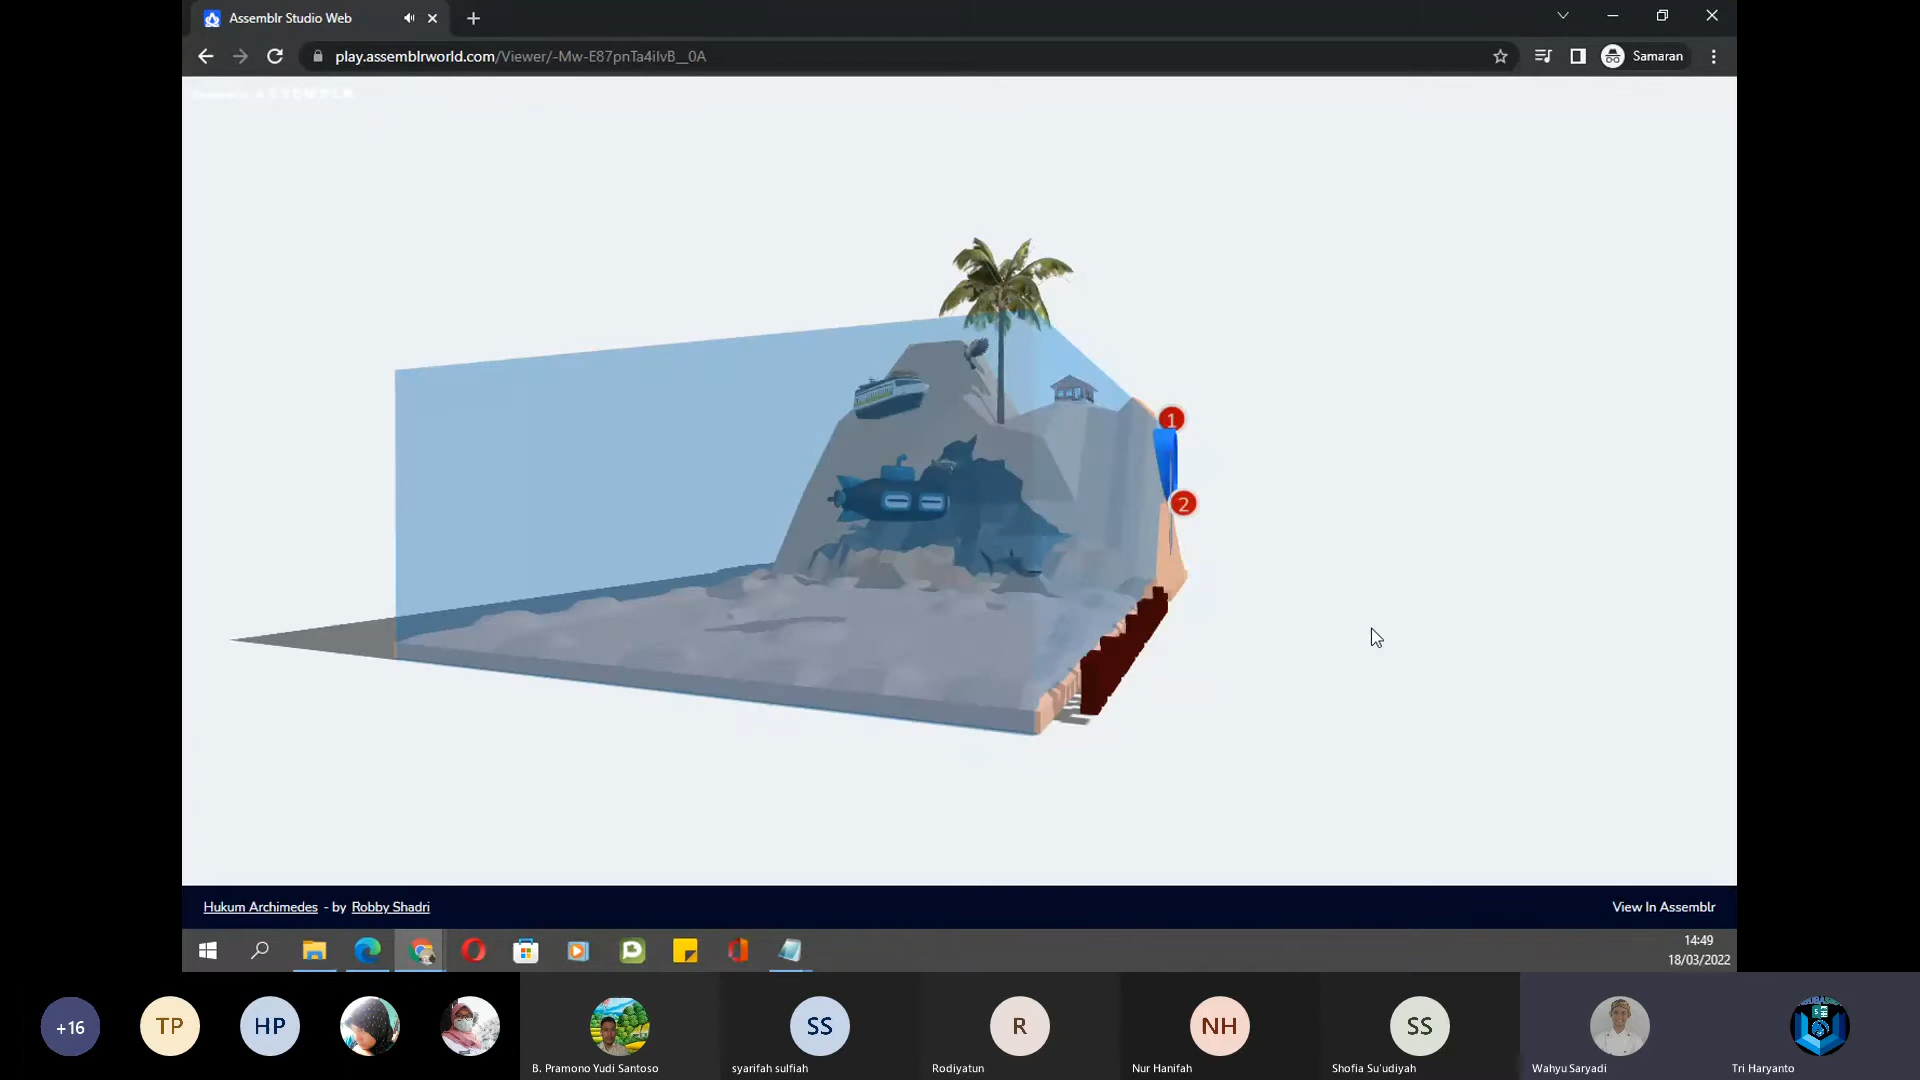 Assemblr Studio Web
play.assemblrworld.com/Viewer/-Mw-E87pnTa4ilvB__0A
Samaran
ASSEMBLR
1
2
Hukum Archimedes - by Robby Shadri
View In Assemblr
14:49
18/03/2022
+16
TP
HP
SS
R
NH
SS
B. Pramono Yudi Santoso
syarifah sulfiah
Rodiyatun
Nur Hanifah
Shofia Su'udiyah
Wahyu Saryadi
Tri Haryanto